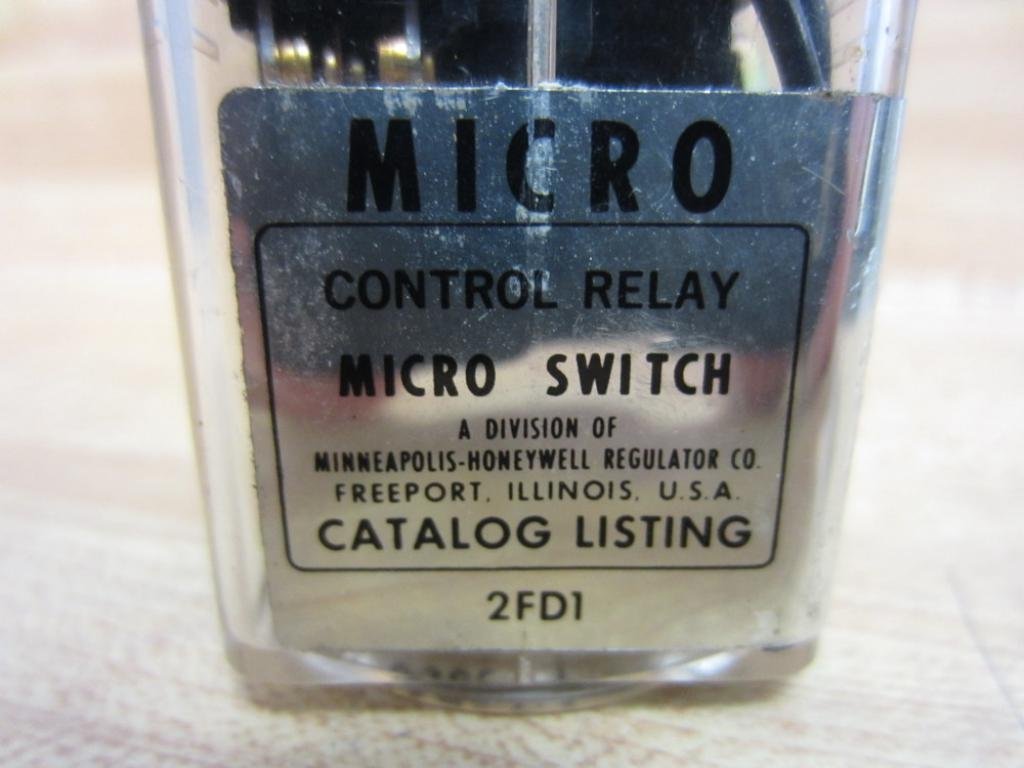 MICRO
CONTROL RELAY
MICRO SWITCH
A DIVISION OF
MINNEAPOLIS-HONEYWELL REGULATOR CO.
FREEPORT, ILLINOIS, U.S.A.
CATALOG LISTING
2FD1